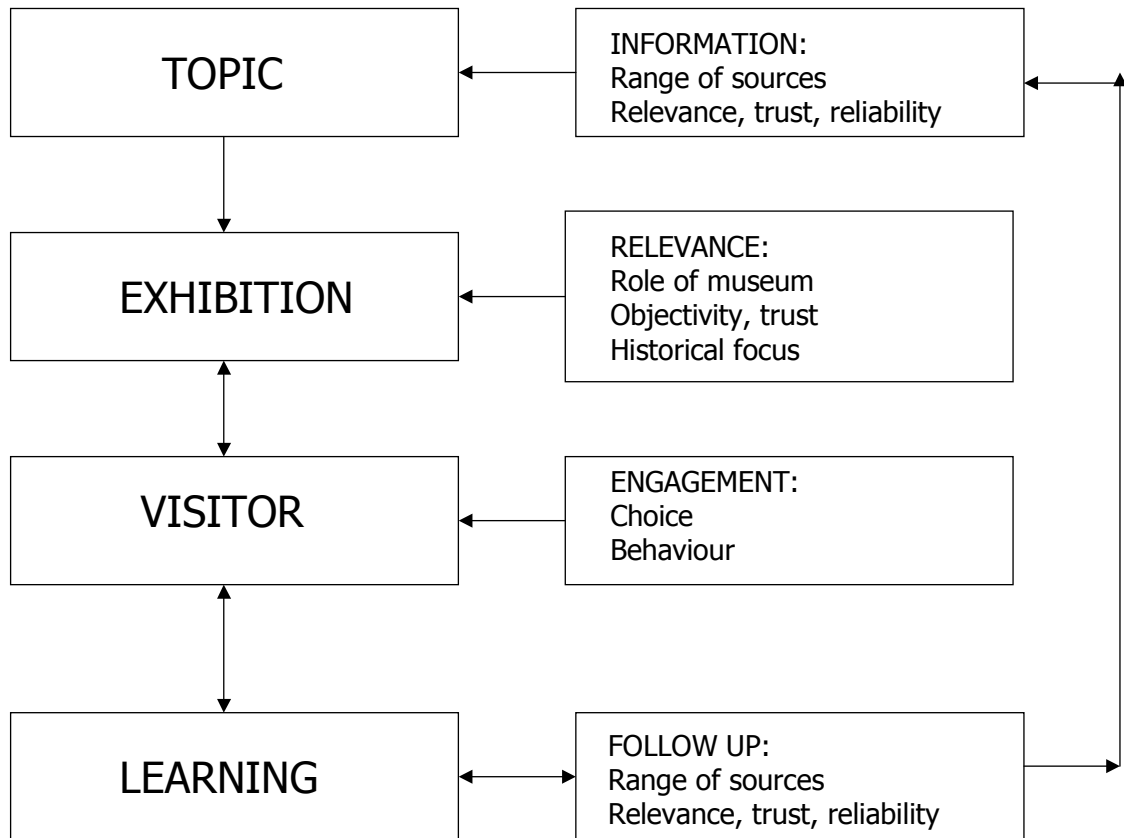 TOPIC
INFORMATION:
Range of sources
Relevance, trust, reliability
EXHIBITION
RELEVANCE:
Role of museum
Objectivity, trust
Historical focus
VISITOR
ENGAGEMENT:
Choice
Behaviour
LEARNING
FOLLOW UP:
Range of sources
Relevance, trust, reliability